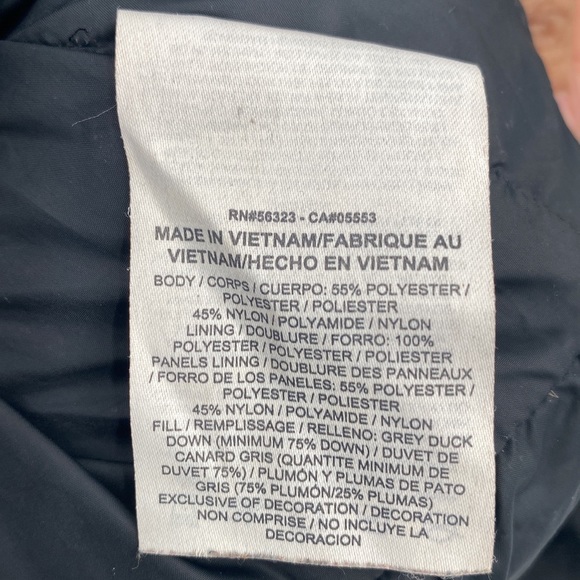 RN#56323 - CA#05553
MADE IN VIETNAM/FABRIQUE AU
VIETNAM/HECHO EN VIETNAM
BODY / CORPS / CUERPO: 55% POLYESTER /
POLYESTER / POLIESTER
45% NYLON / POLYAMIDE / NYLON
LINING / DOUBLURE / FORRO: 100%
POLYESTER / POLYESTER / POLIESTER
PANELS LINING / DOUBLURE DES PANNEAUX
/ FORRO DE LOS PANELES: 55% POLYESTER /
POLYESTER / POLIESTER
45% NYLON / POLYAMIDE / NYLON
FILL / REMPLISSAGE / RELLENO: GREY DUCK
DOWN (MINIMUM 75% DOWN) / DUVET DE
CANARD GRIS (QUANTITE MINIMUM DE
DUVET 75%) / PLUMÓN Y PLUMAS DE PATO
GRIS (75% PLUMÓN/25% PLUMAS)
EXCLUSIVE OF DECORATION / DECORATION
NON COMPRISE / NO INCLUYE LA
DECORACION